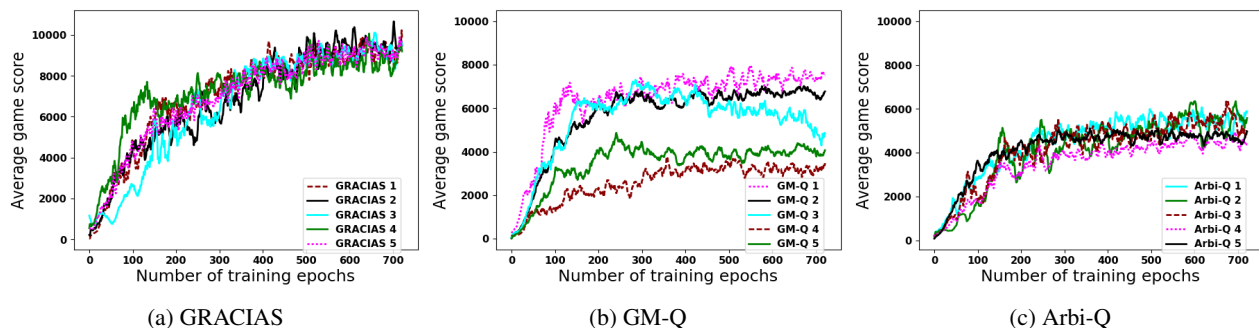 Average game score
10000
8000
6000
4000
2000
0
GRACIAS 1
GRACIAS 2
GRACIAS 3
GRACIAS 4
GRACIAS 5
0 100 200 300 400 500 600 700
Number of training epochs
(a) GRACIAS
Average game score
10000
8000
6000
4000
2000
0
GM-Q 1
GM-Q 2
GM-Q 3
GM-Q 4
GM-Q 5
0 100 200 300 400 500 600 700
Number of training epochs
(b) GM-Q
Average game score
10000
8000
6000
4000
2000
0
Arbi-Q 1
Arbi-Q 2
Arbi-Q 3
Arbi-Q 4
Arbi-Q 5
0 100 200 300 400 500 600 700
Number of training epochs
(c) Arbi-Q